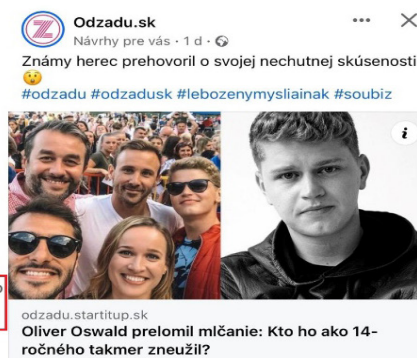 Odzadu.sk
Návrhy pre vás · 1 d ·
Známy herec prehovoril o svojej nechutnej skúsenosti
#odzadu #odzadusk #lebozenymysliainak #soubiz
odzadu.startitup.sk
Oliver Oswald prelomil mlčanie: Kto ho ako 14-
ročného takmer zneužil?